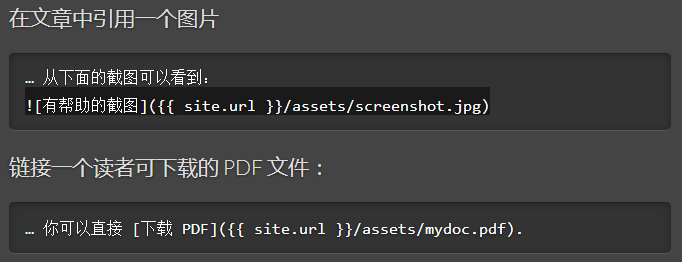 在文章中引用一个图片
… 从下面的截图可以看到：
![有帮助的截图]({{ site.url }}/assets/screenshot.jpg)
链接一个读者可下载的 PDF 文件：
… 你可以直接 [下载 PDF]({{ site.url }}/assets/mydoc.pdf).